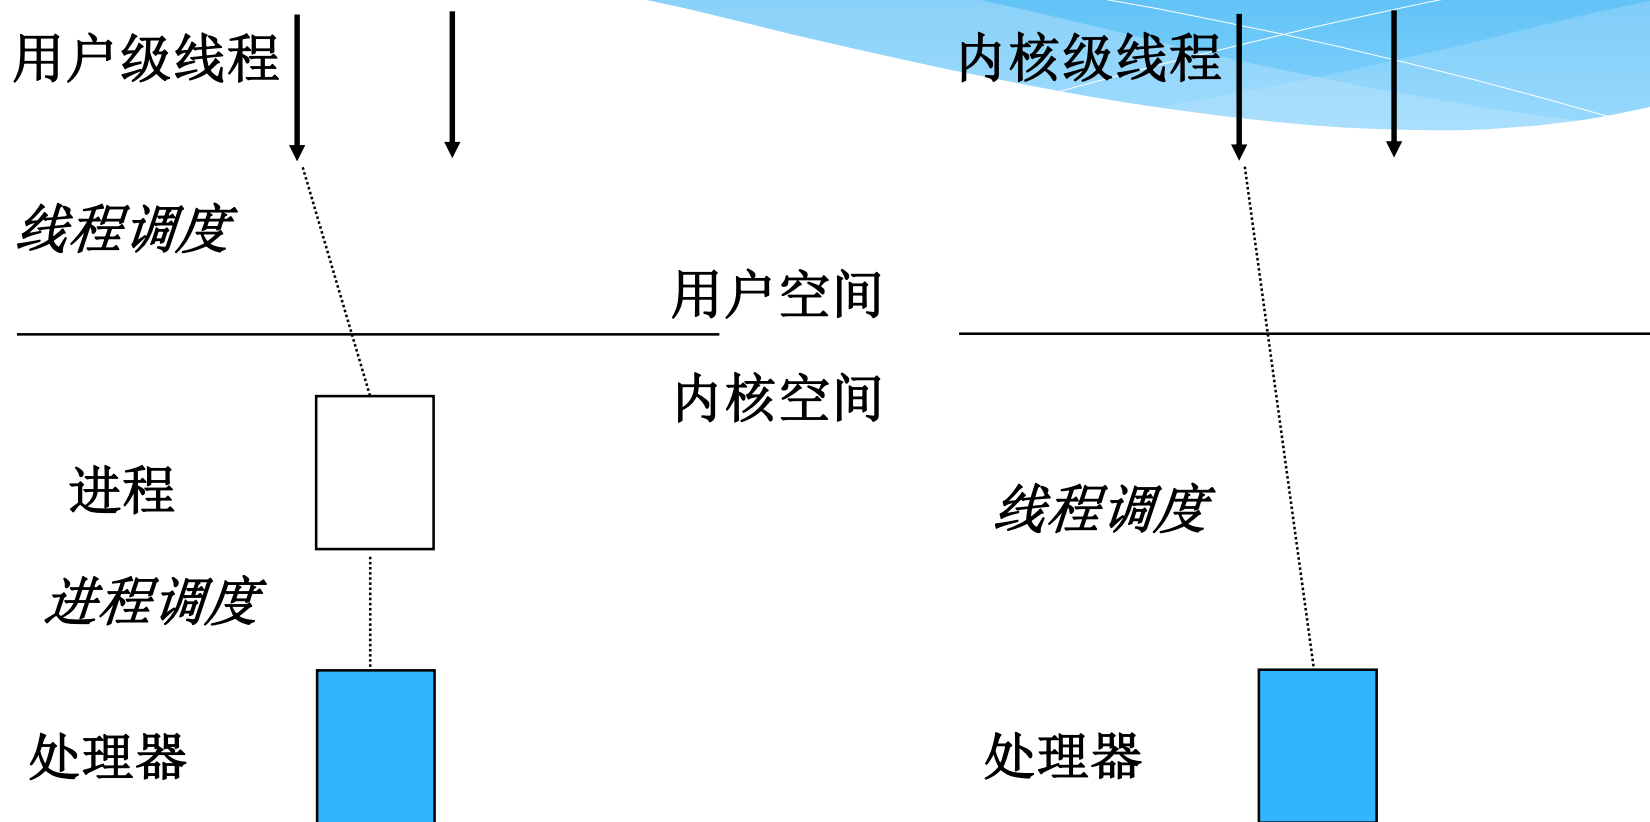 用户级线程
内核级线程
线程调度
用户空间
内核空间
进程
线程调度
进程调度
处理器
处理器